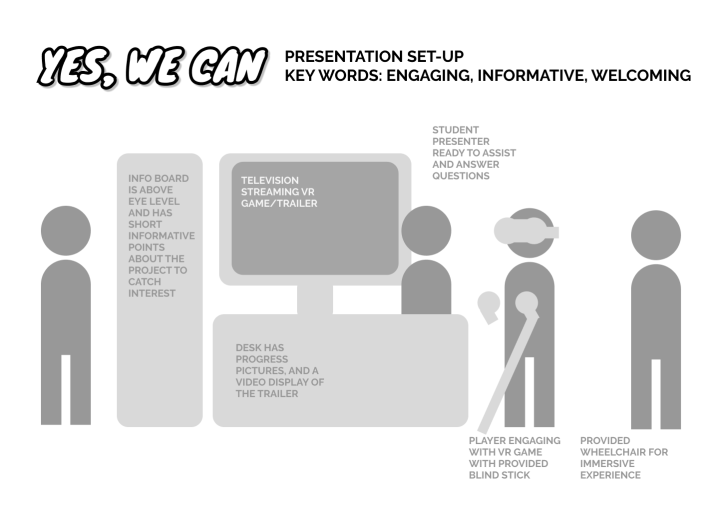 YES, WE CAN
PRESENTATION SET-UP
KEY WORDS: ENGAGING, INFORMATIVE, WELCOMING
STUDENT
PRESENTER
READY TO ASSIST
AND ANSWER
QUESTIONS
INFO BOARD
IS ABOVE
EYE LEVEL
AND HAS
SHORT
INFORMATIVE
POINTS
ABOUT THE
PROJECT TO
CATCH
INTEREST
TELEVISION
STREAMING VR
GAME/TRAILER
DESK HAS
PROGRESS
PICTURES, AND A
VIDEO DISPLAY OF
THE TRAILER
PLAYER ENGAGING
WITH VR GAME
WITH PROVIDED
BLIND STICK
PROVIDED
WHEELCHAIR FOR
IMMERSIVE
EXPERIENCE